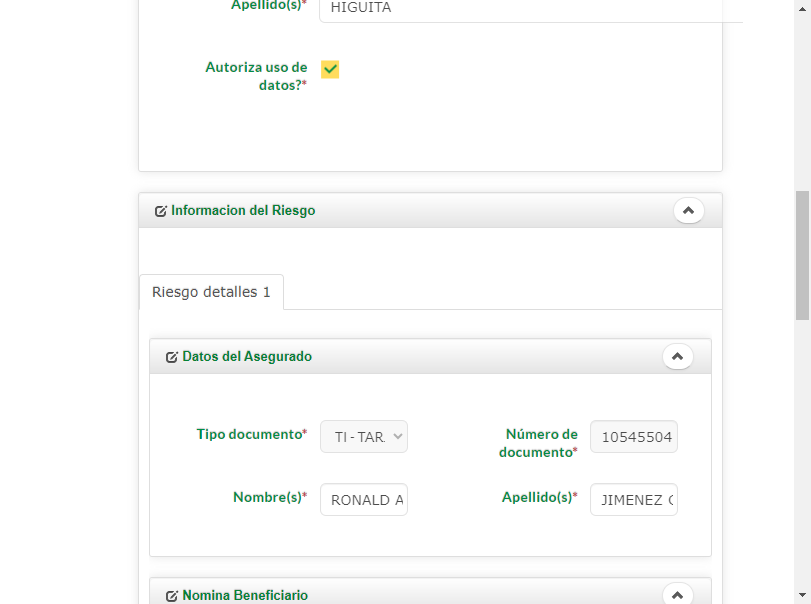 Apellido(s)* HIGUITA
Autoriza uso de
datos?*
Informacion del Riesgo
Riesgo detalles 1
Datos del Asegurado
Tipo documento* TI - TAR. Número de
documento* 10545504
Nombre(s)* RONALD A Apellido(s)* JIMENEZ
Nomina Beneficiario